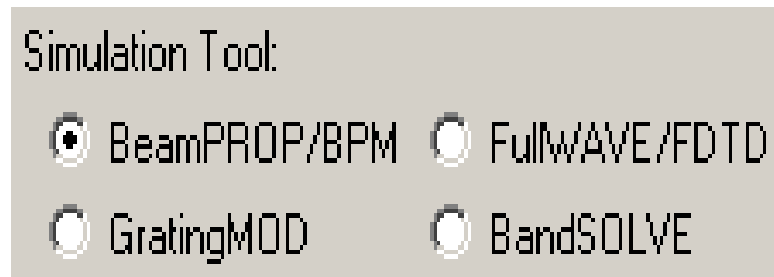 Simulation Tool:
BeamPROP/BPM FullWAVE/FDTD
GratingMOD BandSOLVE